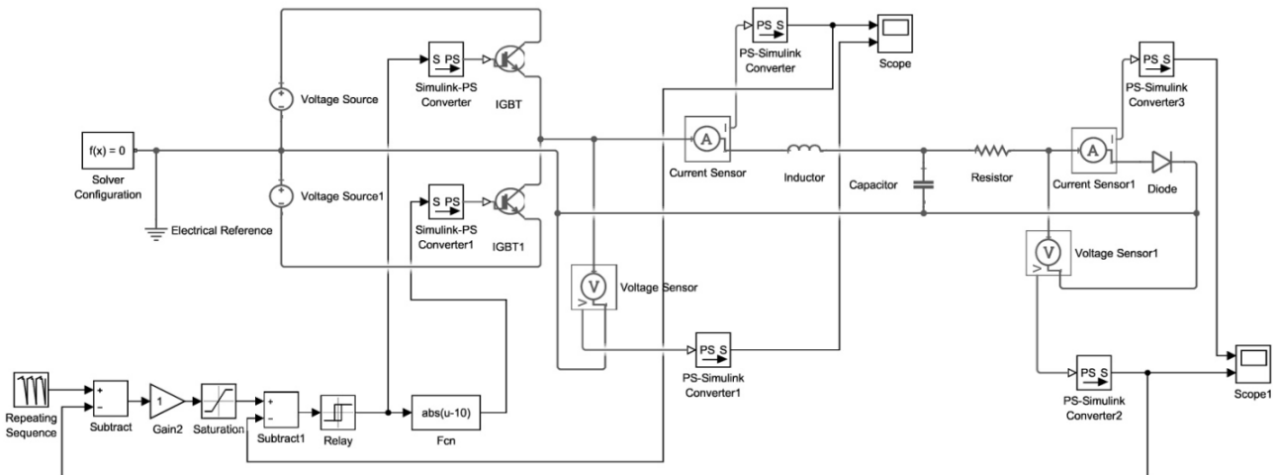 PS S
PS-Simulink
Converter
Scope
S PS
Simulink-PS
Converter
IGBT
Voltage Source
PS S
PS-Simulink
Converter3
f(x) = 0
Solver
Configuration
A
I
Current Sensor
Inductor
Capacitor
Resistor
A
I
Current Sensor1
Diode
Voltage Source1
S PS
Simulink-PS
Converter1
IGBT1
Electrical Reference
V
V
Voltage Sensor
V
V
Voltage Sensor1
PS S
PS-Simulink
Converter1
PS S
PS-Simulink
Converter2
Scope1
Repeating
Sequence
+
−
Subtract
1
Gain2
Saturation
+
−
Subtract1
Relay
abs(u-10)
Fcn